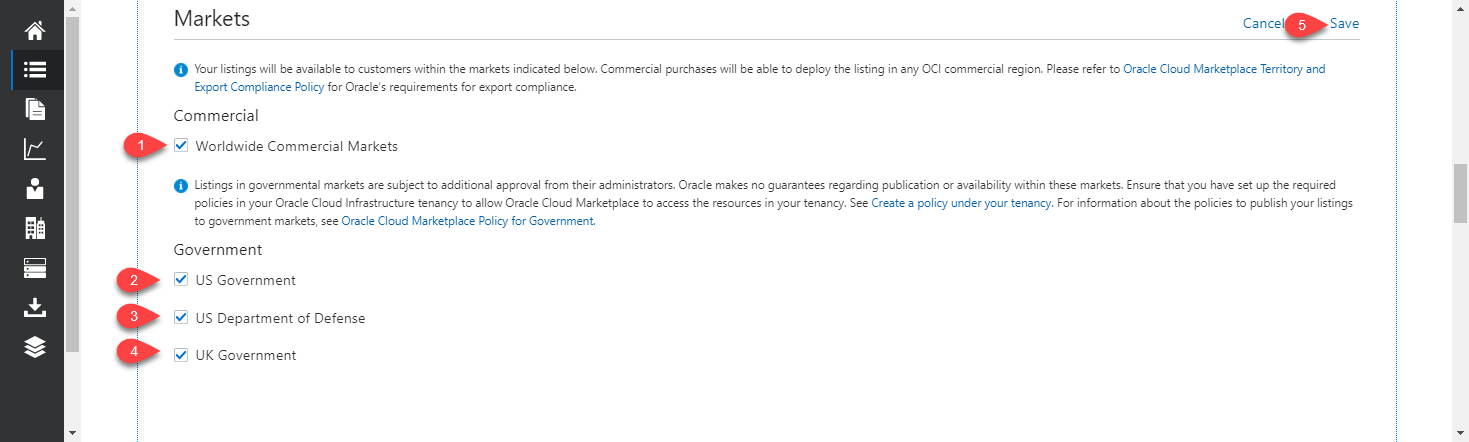 Markets
Cancel 5 Save
Your listings will be available to customers within the markets indicated below. Commercial purchases will be able to deploy the listing in any OCI commercial region. Please refer to Oracle Cloud Marketplace Territory and
Export Compliance Policy for Oracle's requirements for export compliance.
Commercial
1 Worldwide Commercial Markets
Listings in governmental markets are subject to additional approval from their administrators. Oracle makes no guarantees regarding publication or availability within these markets. Ensure that you have set up the required
policies in your Oracle Cloud Infrastructure tenancy to allow Oracle Cloud Marketplace to access the resources in your tenancy. See Create a policy under your tenancy. For information about the policies to publish your listings
to government markets, see Oracle Cloud Marketplace Policy for Government.
Government
2 US Government
3 US Department of Defense
4 UK Government